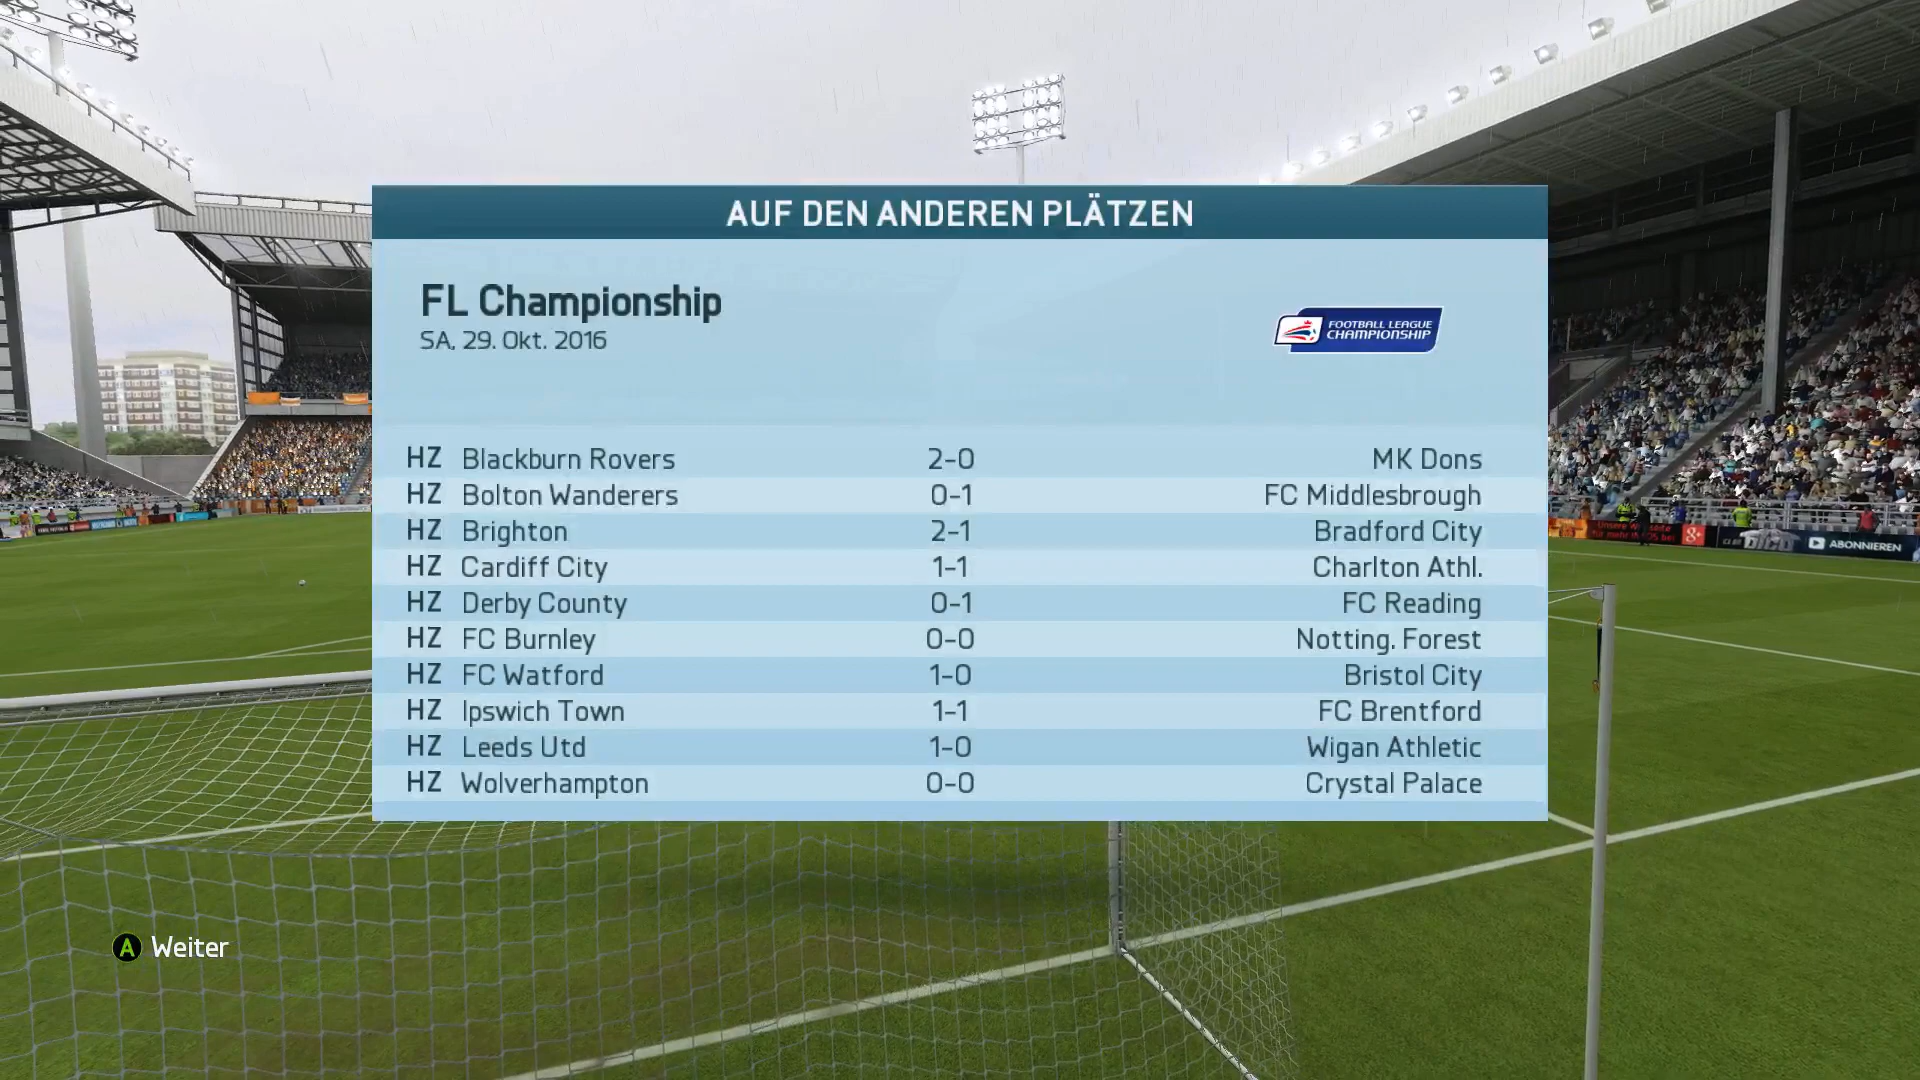 AUF DEN ANDEREN PLÄTZEN
FL Championship
SA, 29. Okt. 2016
FOOTBALL LEAGUE
CHAMPIONSHIP
HZ Blackburn Rovers 2-0 MK Dons
HZ Bolton Wanderers 0-1 FC Middlesbrough
HZ Brighton 2-1 Bradford City
HZ Cardiff City 1-1 Charlton Athl.
HZ Derby County 0-1 FC Reading
HZ FC Burnley 0-0 Notting. Forest
HZ FC Watford 1-0 Bristol City
HZ Ipswich Town 1-1 FC Brentford
HZ Leeds Utd 1-0 Wigan Athletic
HZ Wolverhampton 0-0 Crystal Palace
Unsere
für mehr
g+
ABONNIEREN
A Weiter